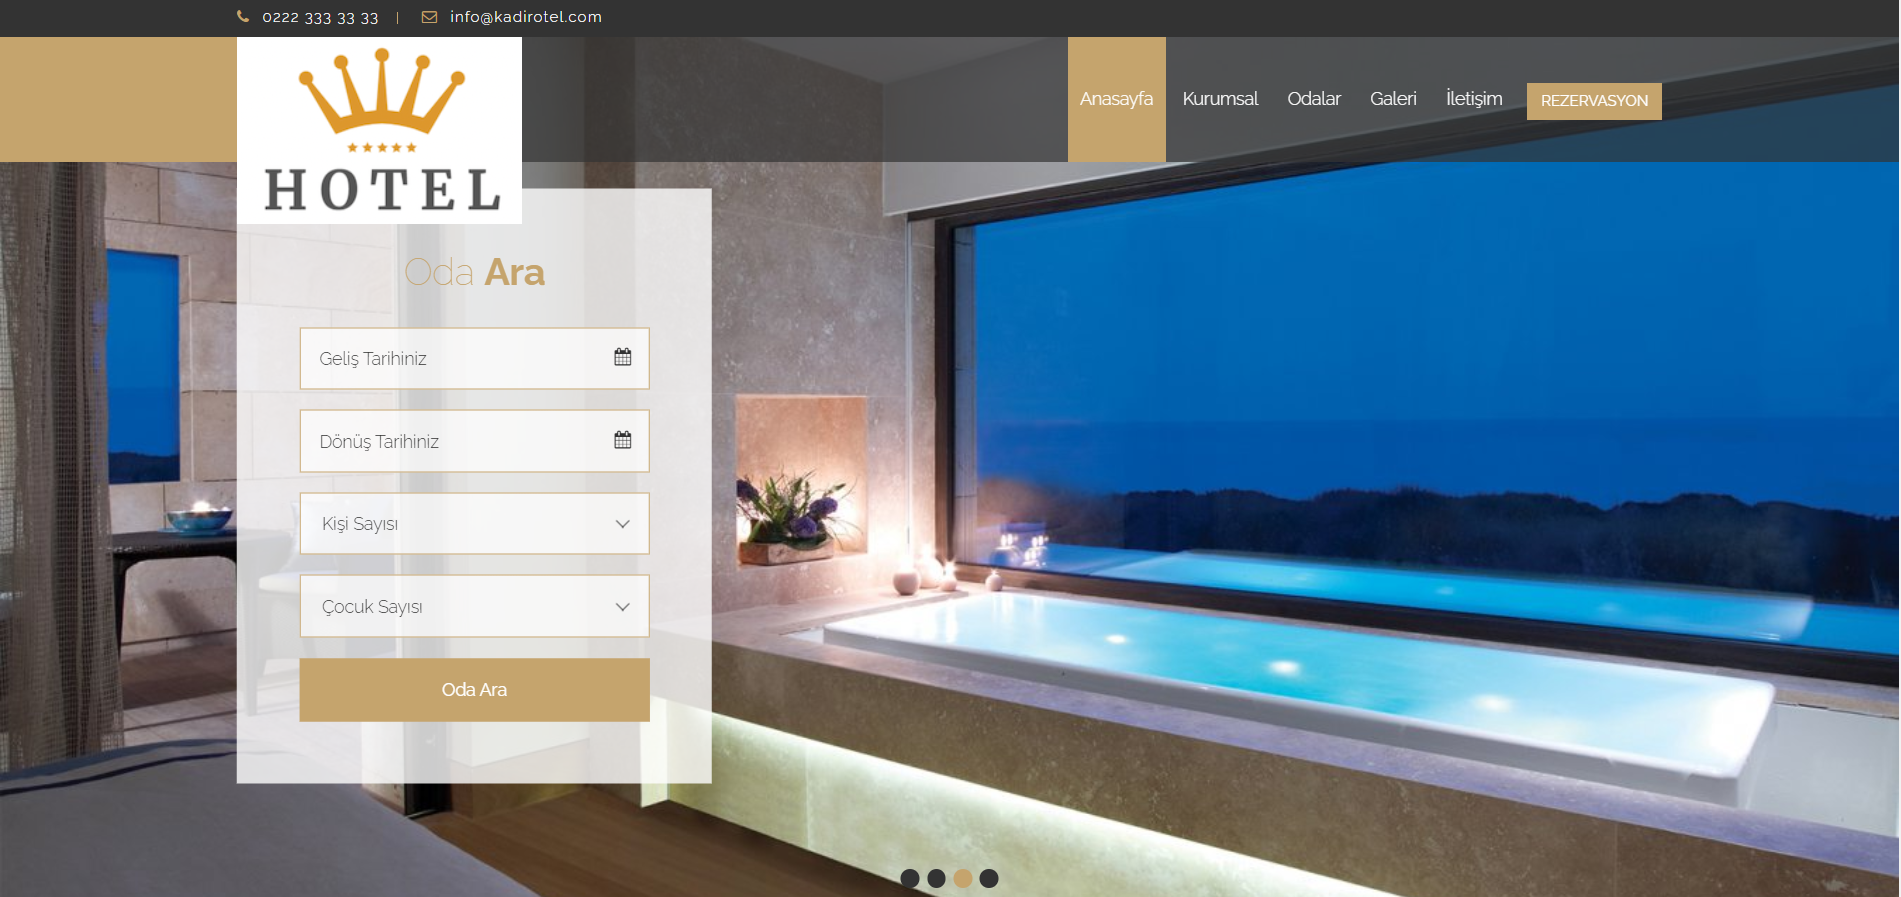 0222 333 33 33 | info@kadirotel.com
HOTEL
Anasayfa Kurumsal Odalar Galeri İletişim REZERVASYON
Oda Ara
Geliş Tarihiniz
Dönüş Tarihiniz
Kişi Sayısı
Çocuk Sayısı
Oda Ara